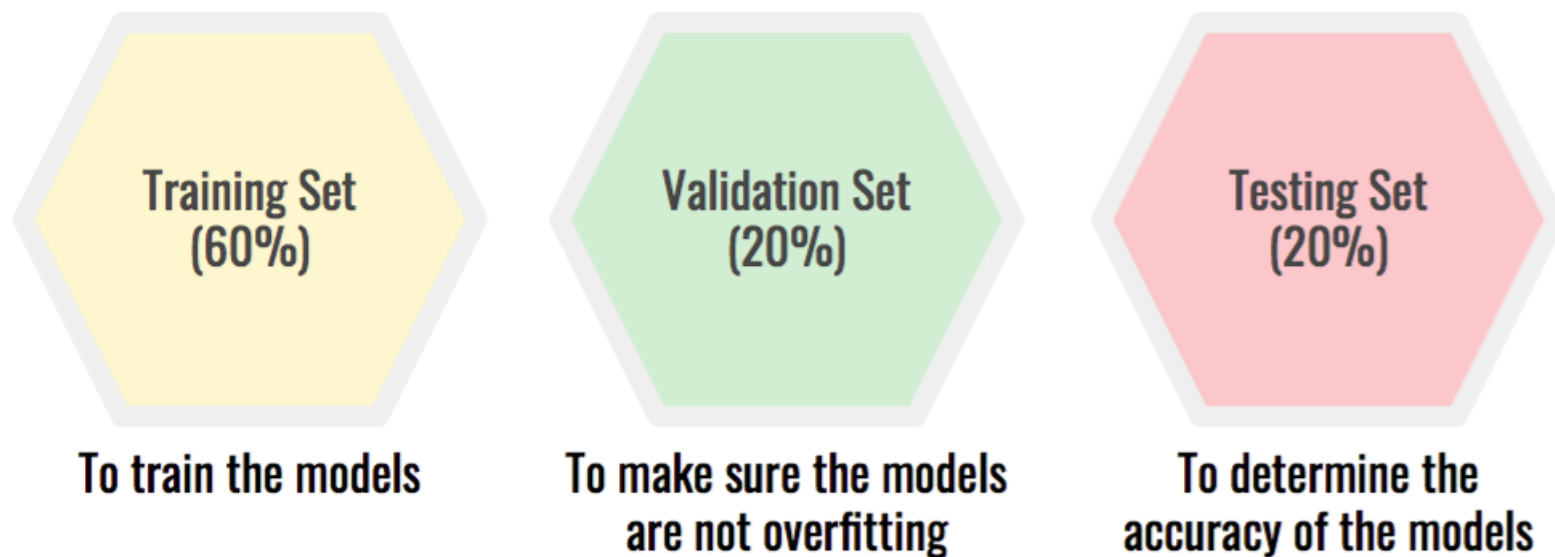 Training Set
(60%)
To train the models
Validation Set
(20%)
To make sure the models
are not overfitting
Testing Set
(20%)
To determine the
accuracy of the models